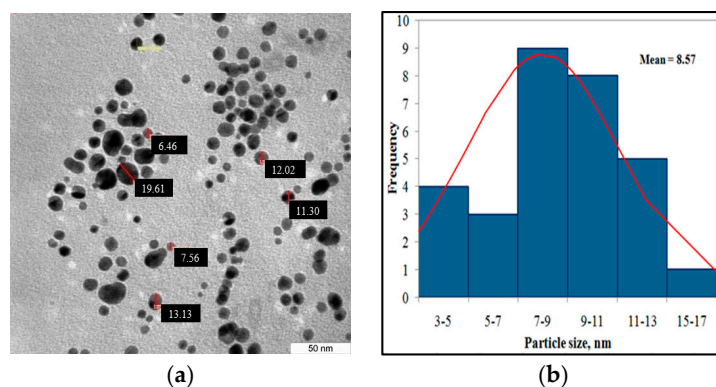 6.46
19.61
12.02
11.30
7.56
13.13
50 nm
(a)
Mean = 8.57
Frequency
10
9
8
7
6
5
4
3
2
1
0
3-5 5-7 7-9 9-11 11-13 15-17
Particle size, nm
(b)